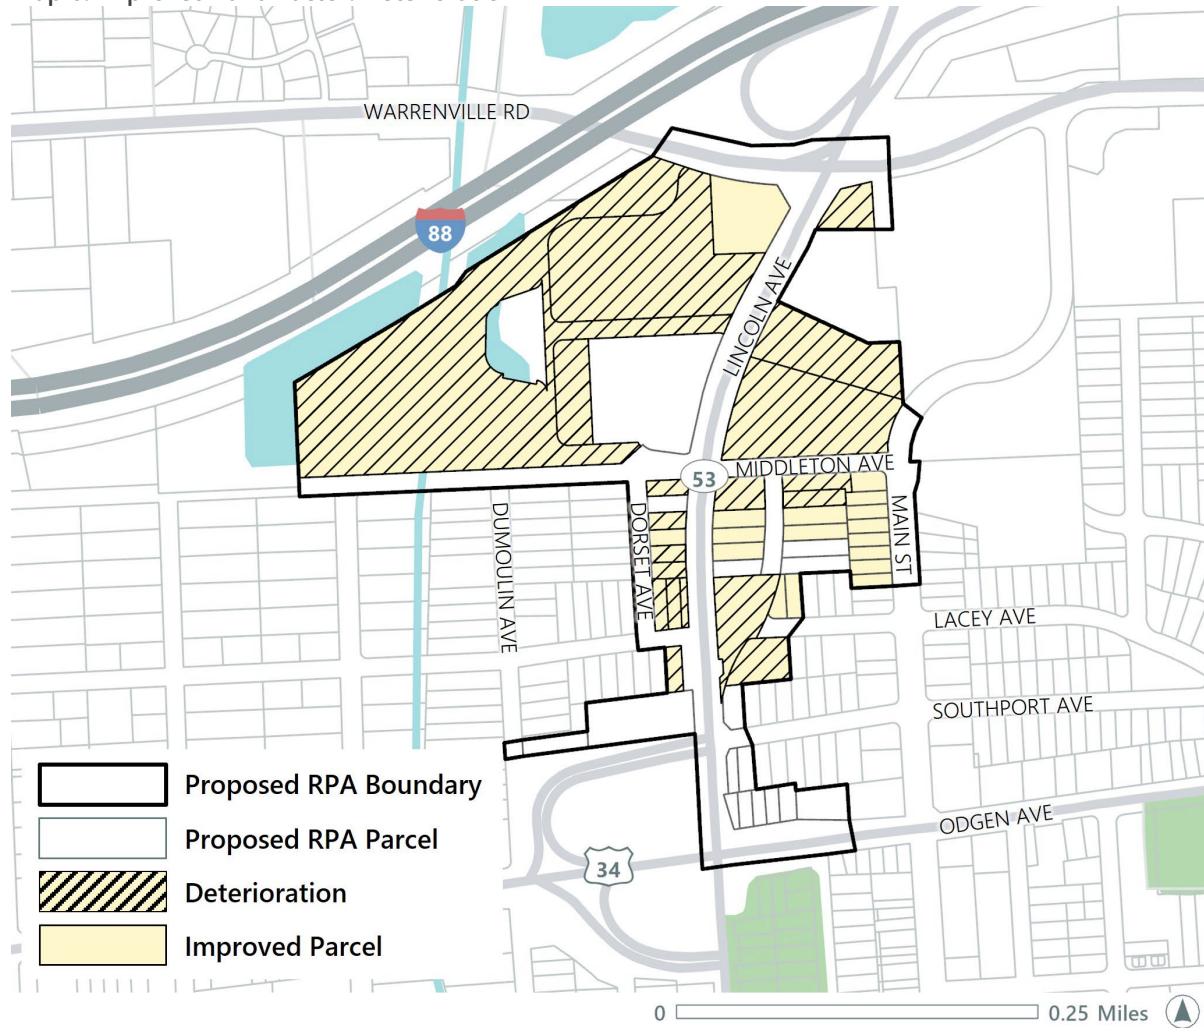 WARRENVILLE RD
88
LINCOLN AVE
MIDDLETON AVE
53
MAIN ST
DORSET AVE
DUMOULIN AVE
LACEY AVE
SOUTHPORT AVE
ODGEN AVE
34
Proposed RPA Boundary
Proposed RPA Parcel
Deterioration
Improved Parcel
0 0.25 Miles